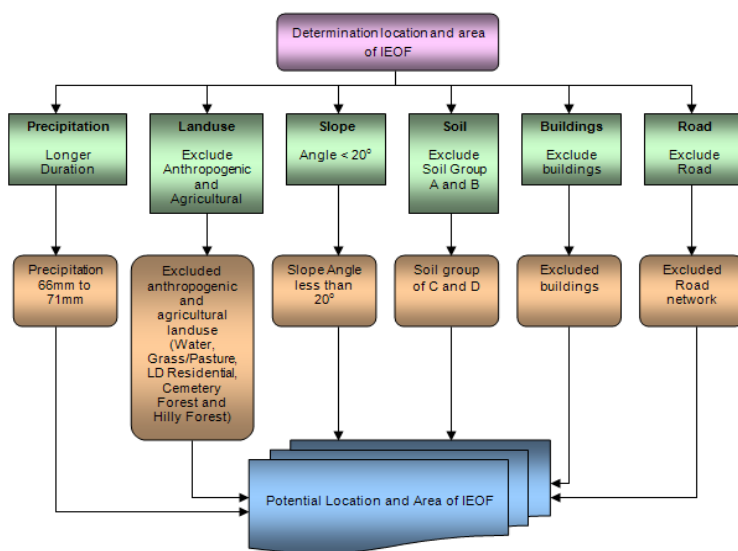 Determination location and area
of IEOF
Precipitation
Longer
Duration
Landuse
Exclude
Anthropogenic
and
Agricultural
Slope
Angle < 20°
Soil
Exclude
Soil Group
A and B
Buildings
Exclude
buildings
Road
Exclude
Road
Precipitation
66mm to
71mm
Excluded
anthropogenic
and
agricultural
landuse
(Water,
Grass/Pasture,
LD Residential,
Cemetery
Forest and
Hilly Forest)
Slope Angle
less than
20°
Soil group
of C and D
Excluded
buildings
Excluded
Road
network
Potential Location and Area of IEOF